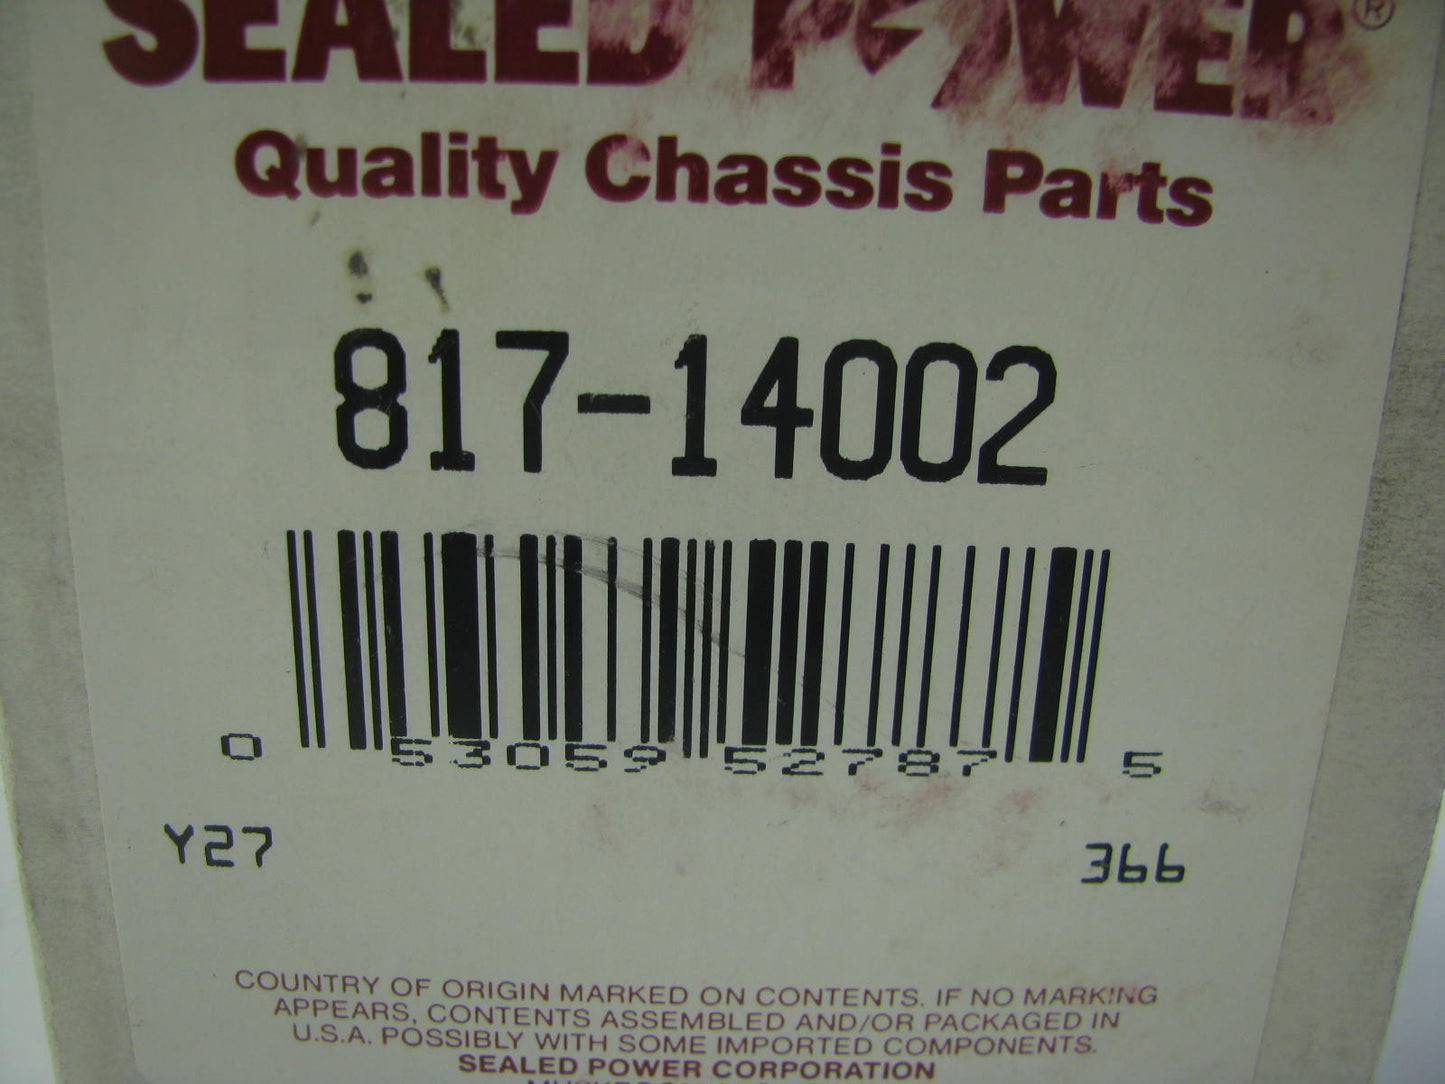 SEALED POWER®
Quality Chassis Parts
817-14002
0 53059 52787 5
Y27 366
COUNTRY OF ORIGIN MARKED ON CONTENTS. IF NO MARKING
APPEARS, CONTENTS ASSEMBLED AND/OR PACKAGED IN
U.S.A. POSSIBLY WITH SOME IMPORTED COMPONENTS.
SEALED POWER CORPORATION